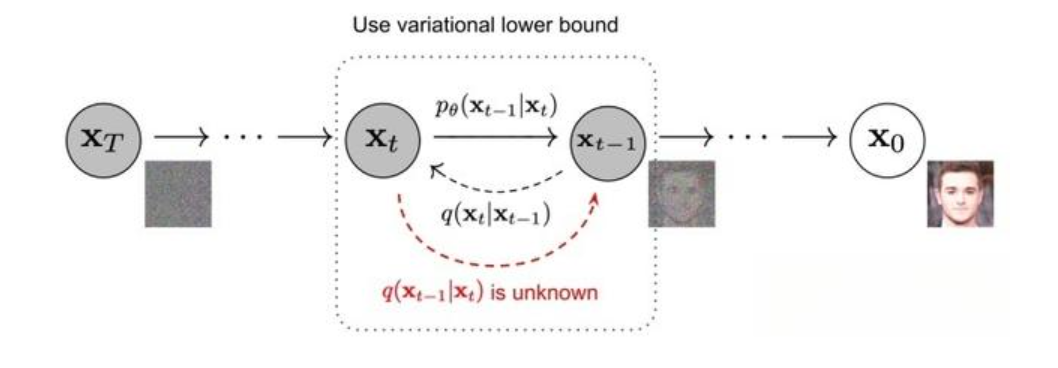 Use variational lower bound
p_θ(x_{t−1}|x_t)
x_T ⋯ x_t x_{t−1} ⋯ x_0
q(x_t|x_{t−1})
q(x_{t−1}|x_t) is unknown